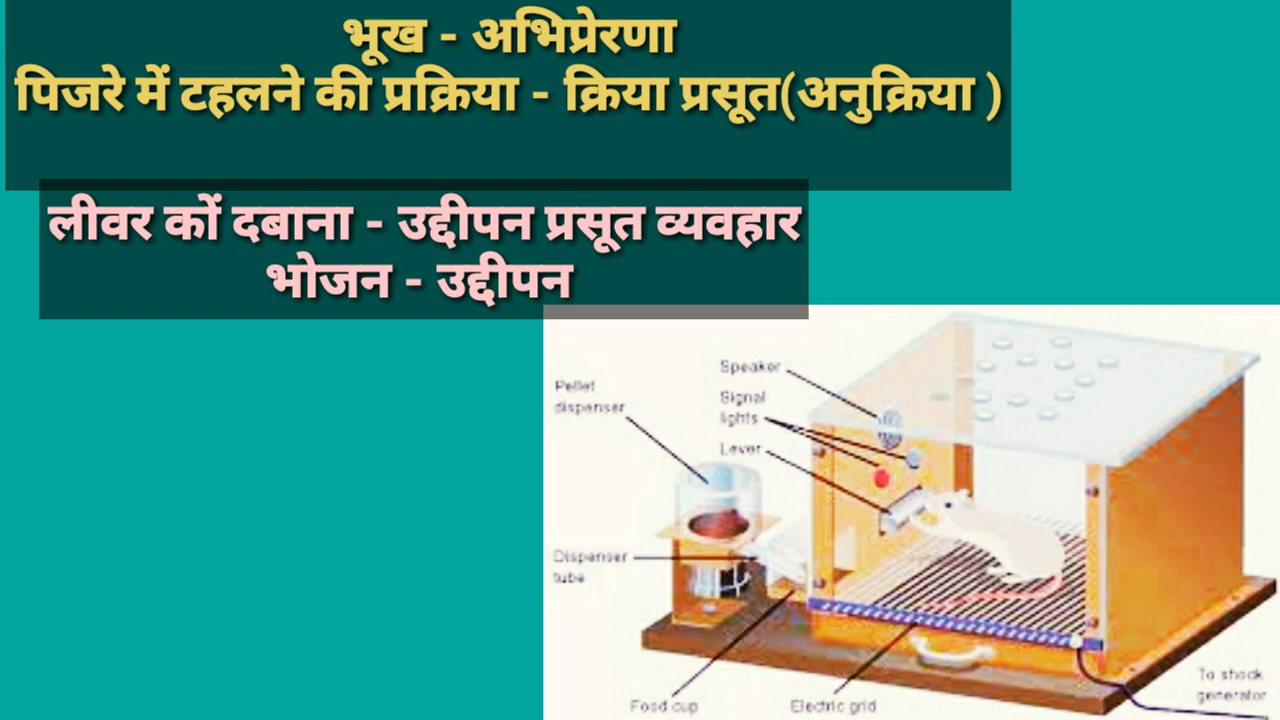 भूख - अभिप्रेरणा
पिजरे में टहलने की प्रक्रिया - क्रिया प्रसूत(अनुक्रिया )
लीवर कों दबाना - उद्दीपन प्रसूत व्यवहार
भोजन - उद्दीपन
Speaker
Pellet
dispenser
Signal
lights
Lever
Dispenser
tube
Food cup
Electric grid
To shock
generator